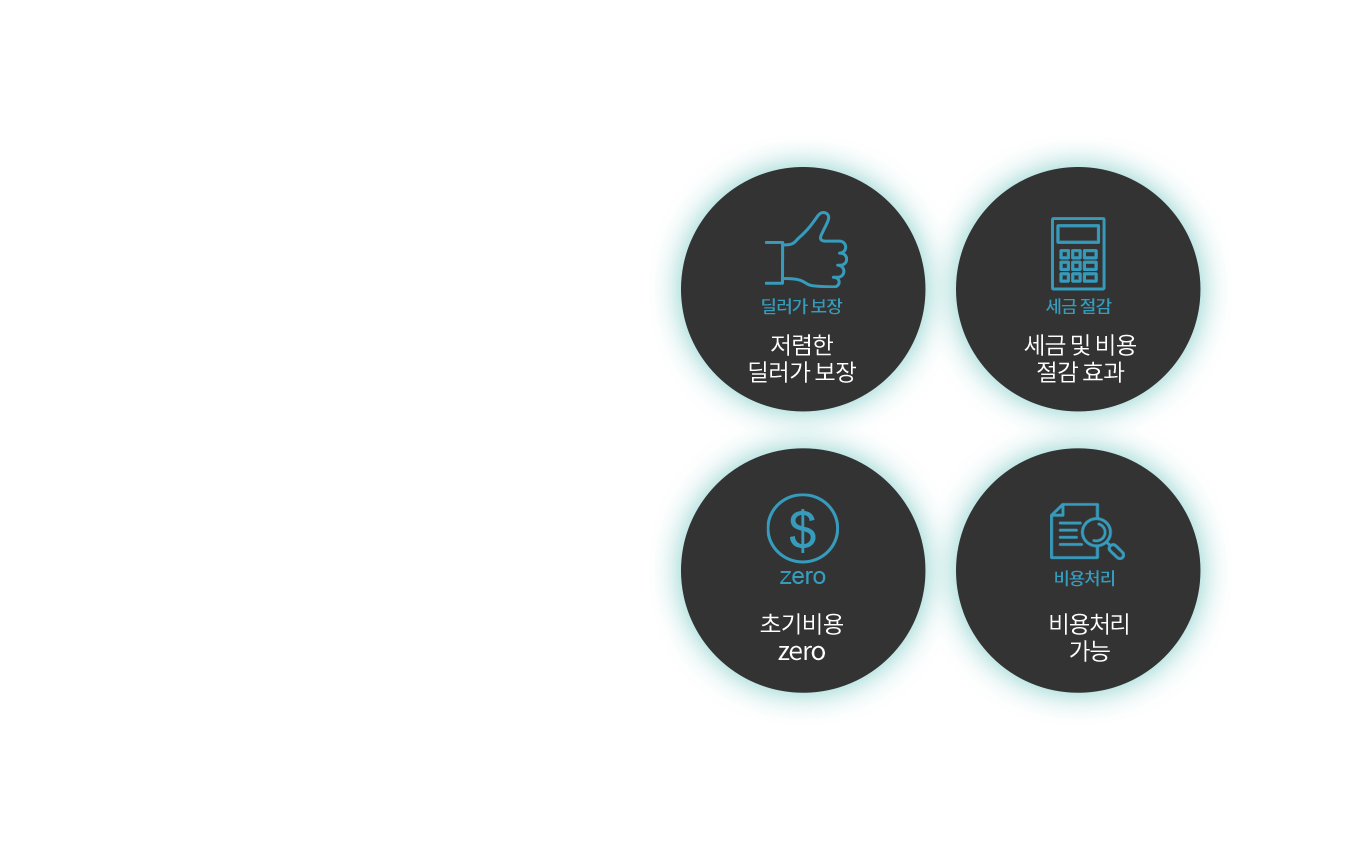 딜러가 보장
저렴한
딜러가 보장
세금 절감
세금 및 비용
절감 효과
$
zero
초기비용
zero
비용처리
비용처리
가능